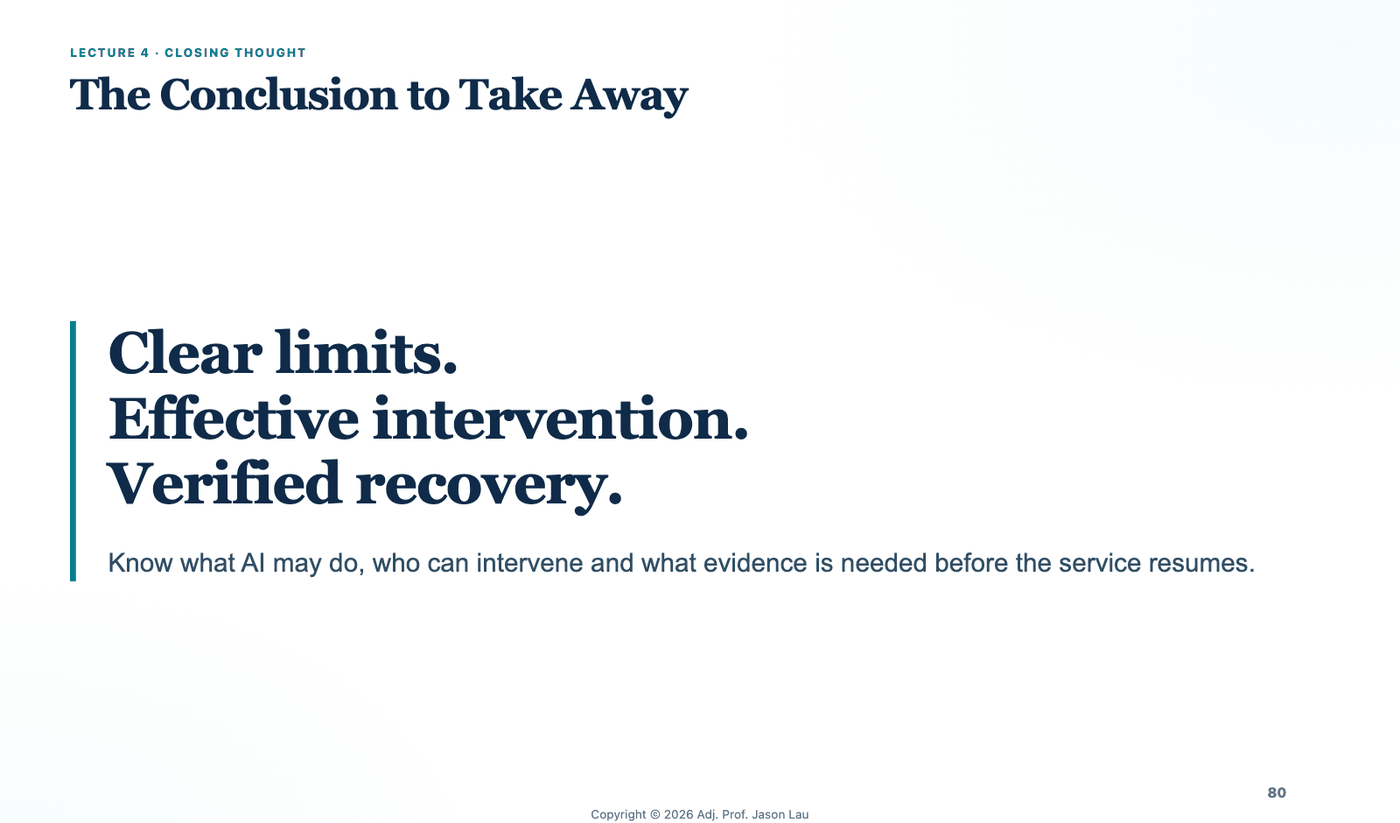 LECTURE 4 · CLOSING THOUGHT
The Conclusion to Take Away
Clear limits.
Effective intervention.
Verified recovery.
Know what AI may do, who can intervene and what evidence is needed before the service resumes.
80
Copyright © 2026 Adj. Prof. Jason Lau